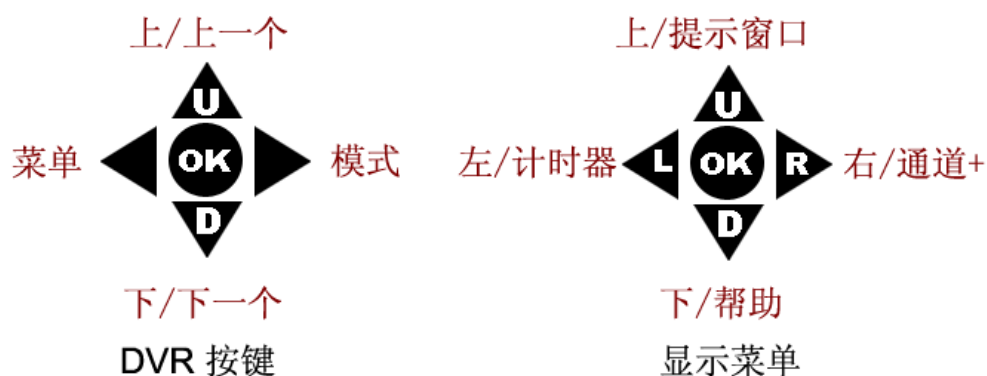 上/上一个
U
菜单
OK
模式
D
下/下一个
DVR 按键
上/提示窗口
U
左/计时器
L
OK
R
右/通道+
D
下/帮助
显示菜单